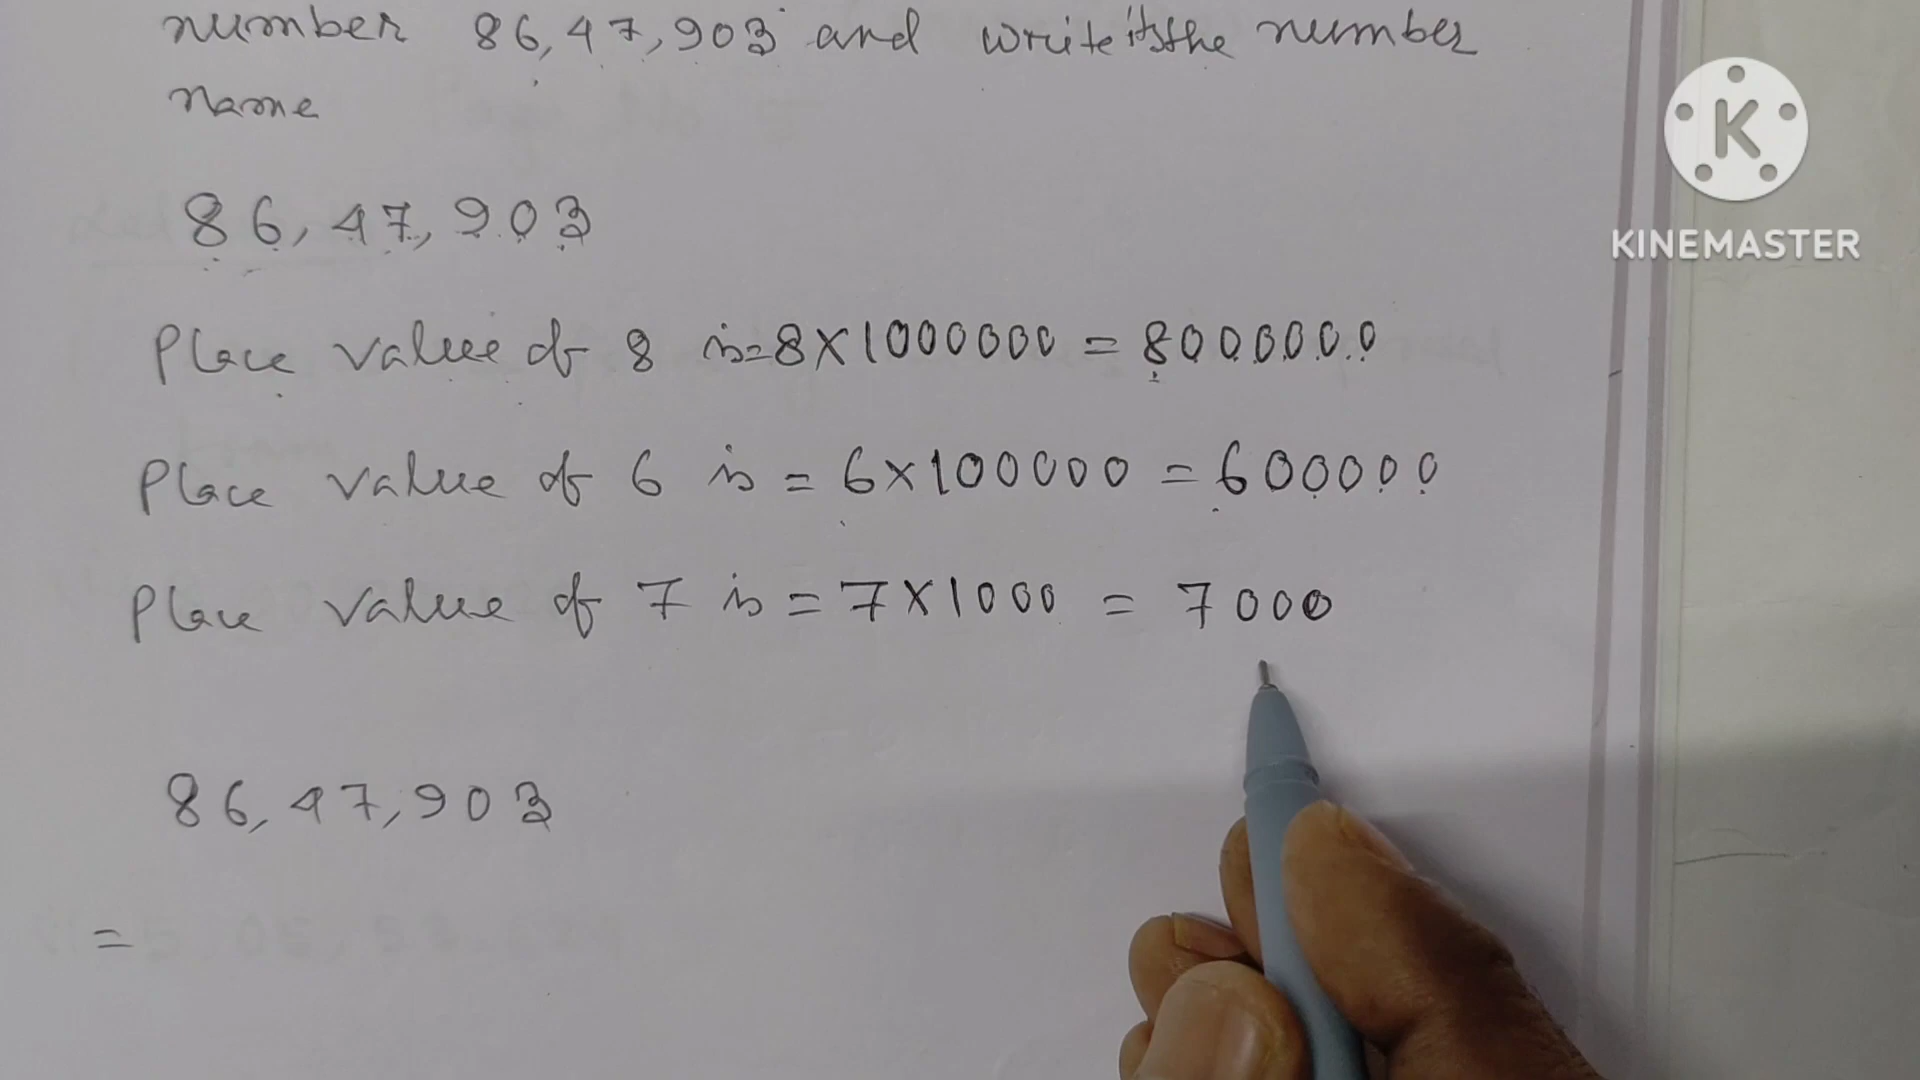 number 86,47,903 and write its the number
name
86,47,903
Place value of 8 is=8×1000000 = 8000000
Place value of 6 is = 6×100000 = 600000
Place value of 7 is = 7×1000 = 7000
86,47,903
=
K
KINEMASTER